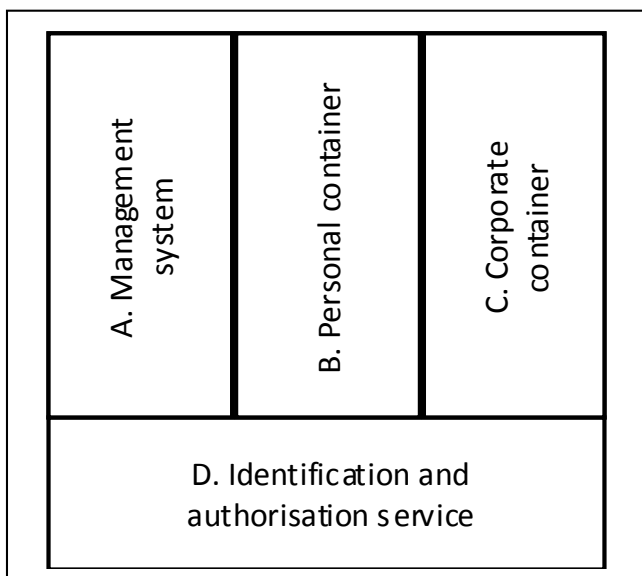 A. Management
system
B. Personal container
C. Corporate
container
D. Identification and
authorisation service